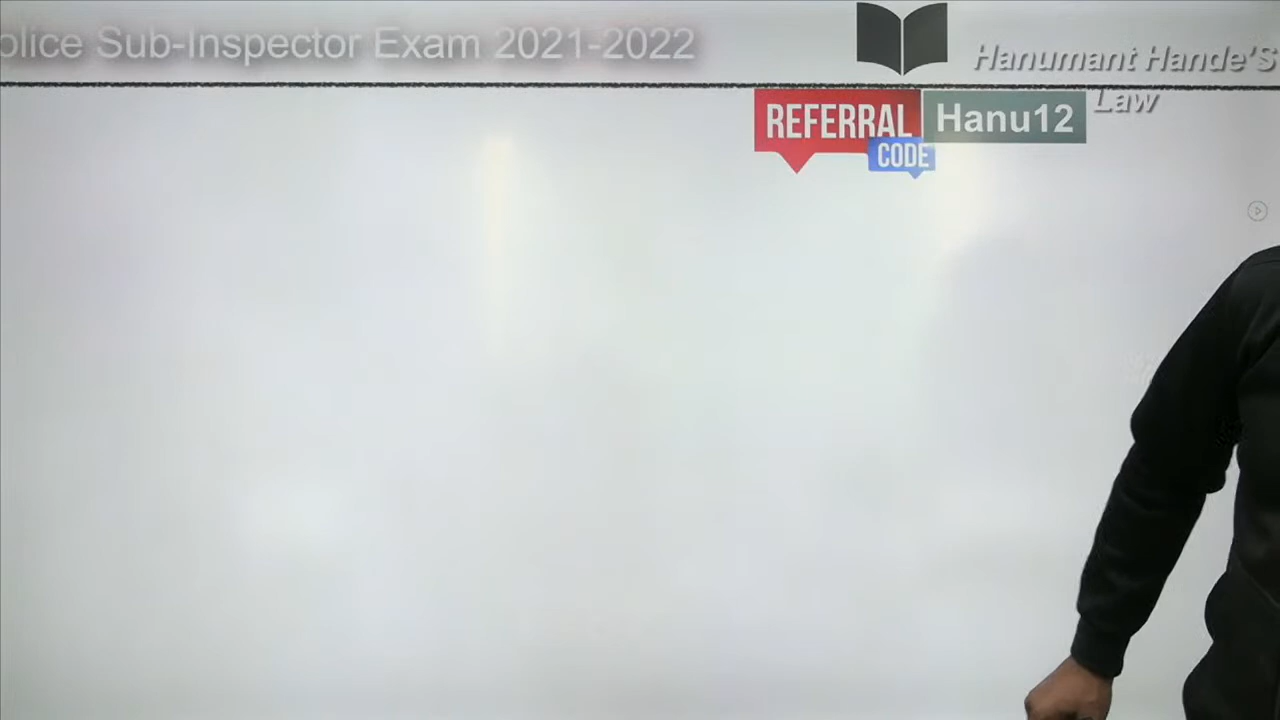 olice Sub-Inspector Exam 2021-2022
Hanumant Hande'S
Law
REFERRAL
CODE
Hanu12